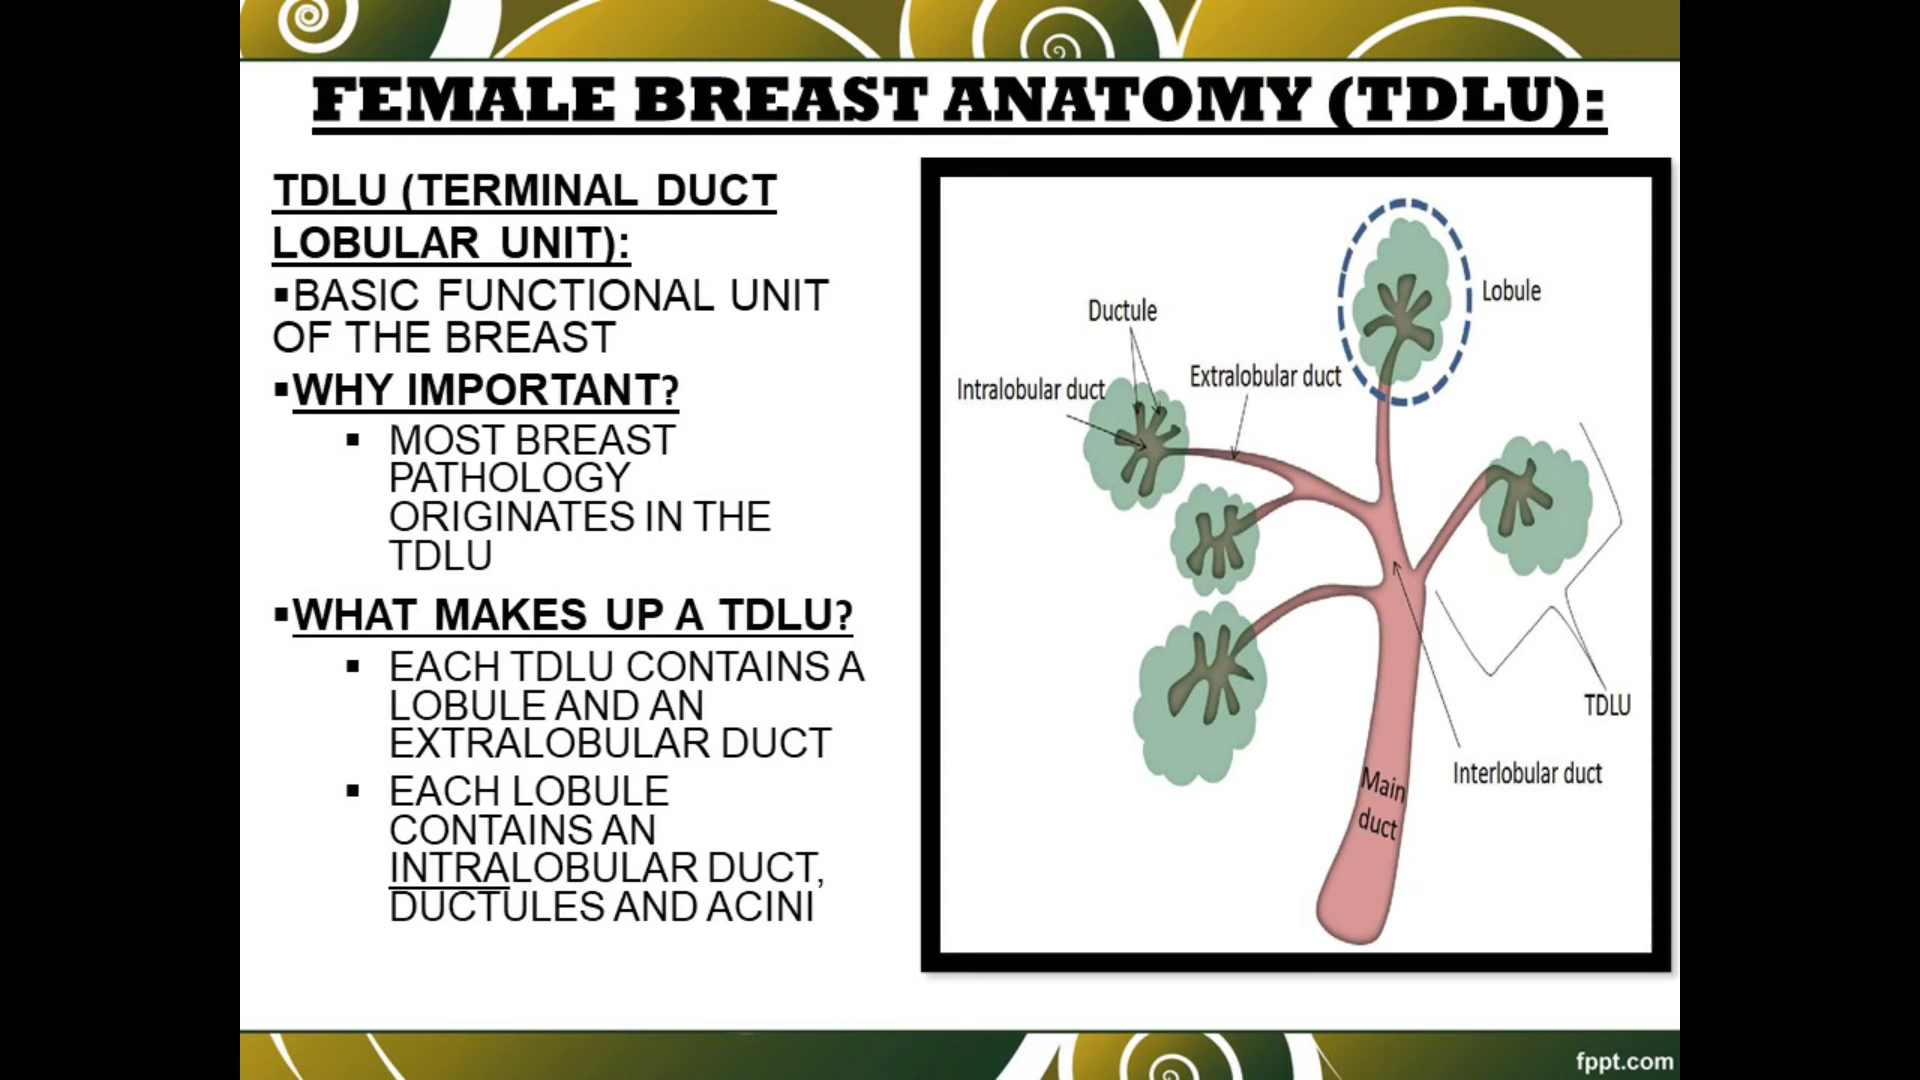 FEMALE BREAST ANATOMY (TDLU):
TDLU (TERMINAL DUCT
LOBULAR UNIT):
▪BASIC FUNCTIONAL UNIT
OF THE BREAST
▪WHY IMPORTANT?
▪ MOST BREAST
PATHOLOGY
ORIGINATES IN THE
TDLU
▪WHAT MAKES UP A TDLU?
▪ EACH TDLU CONTAINS A
LOBULE AND AN
EXTRALOBULAR DUCT
▪ EACH LOBULE
CONTAINS AN
INTRALOBULAR DUCT,
DUCTULES AND ACINI
Lobule
Ductule
Extralobular duct
Intralobular duct
TDLU
Interlobular duct
Main
duct
fppt.com